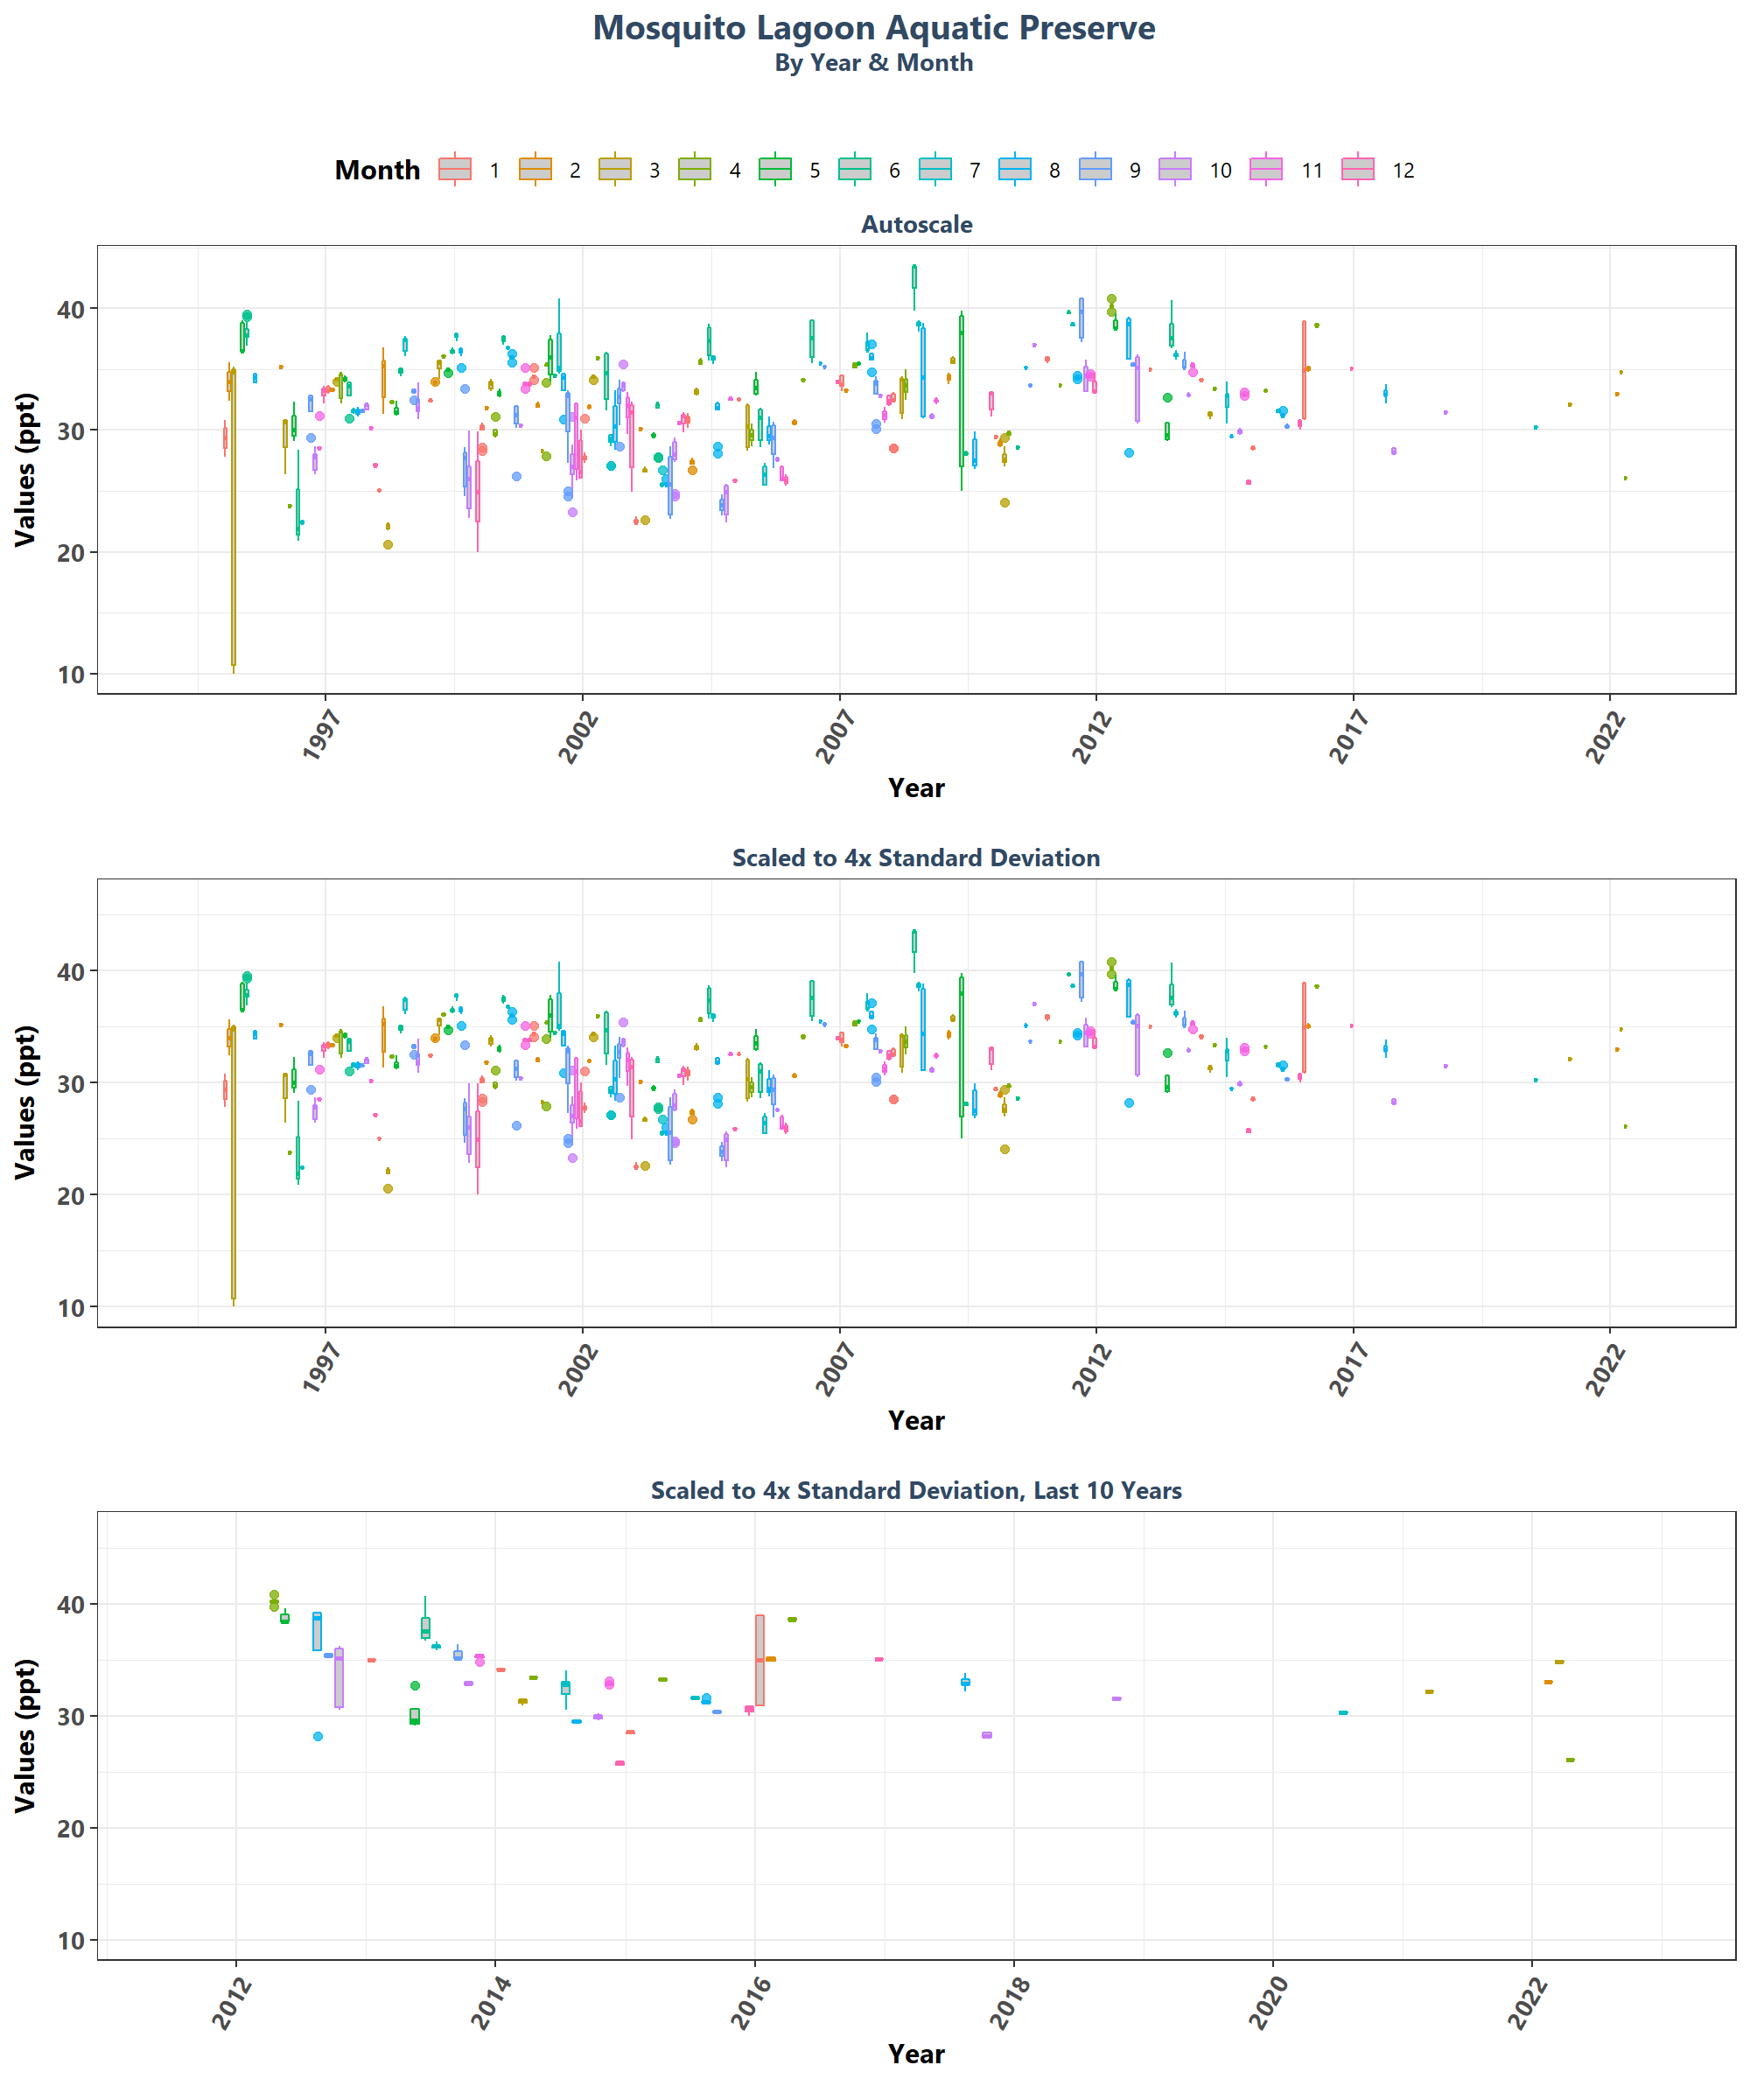 Mosquito Lagoon Aquatic Preserve
By Year & Month
Month 1 2 3 4 5 6 7 8 9 10 11 12
Autoscale
Values (ppt)
40
30
20
10
1997 2002 2007 2012 2017 2022
Year
Scaled to 4x Standard Deviation
Values (ppt)
40
30
20
10
1997 2002 2007 2012 2017 2022
Year
Scaled to 4x Standard Deviation, Last 10 Years
Values (ppt)
40
30
20
10
2012 2014 2016 2018 2020 2022
Year